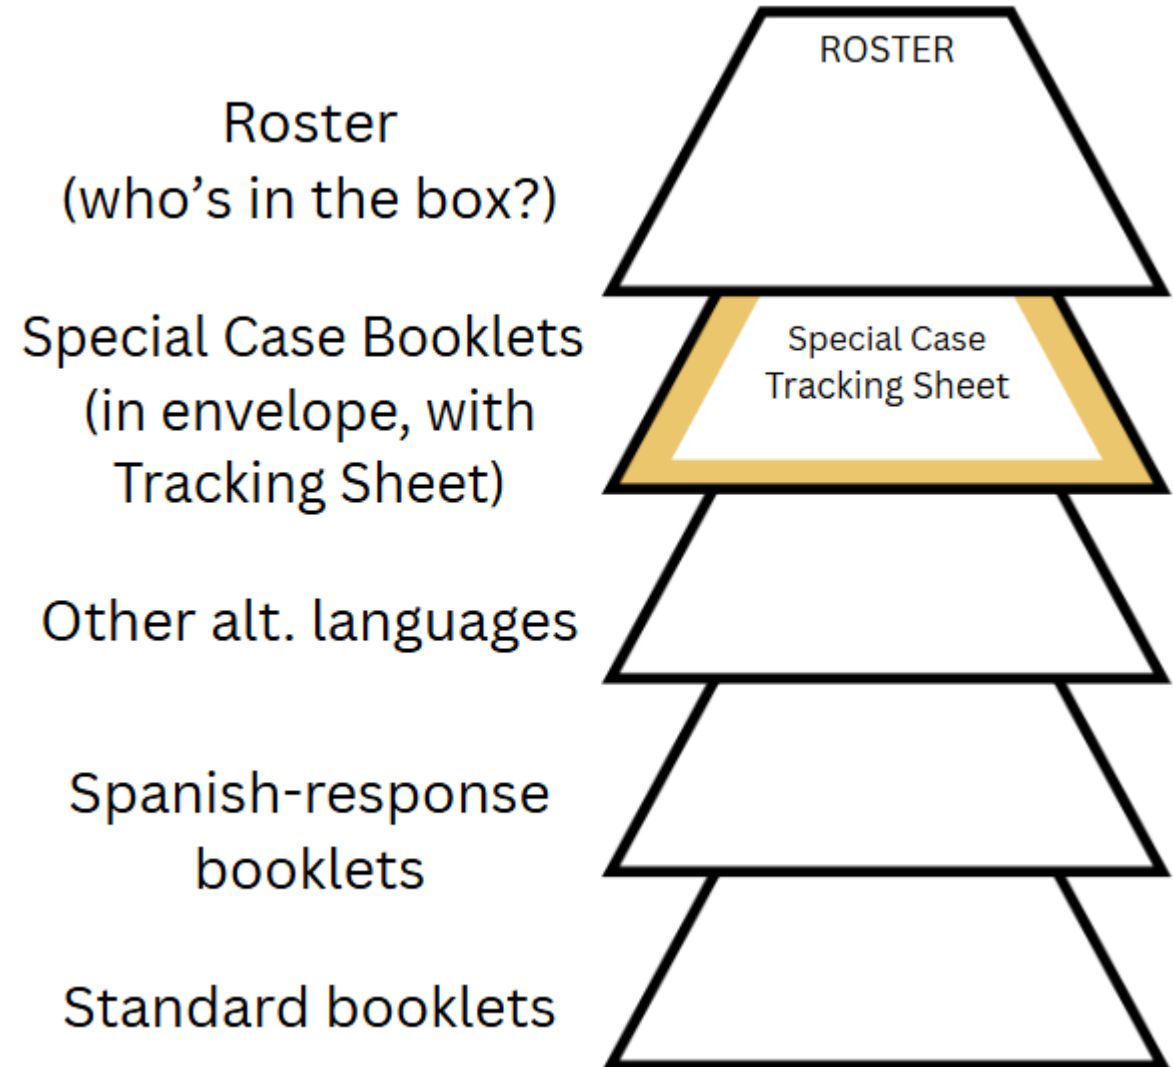 ROSTER
Roster
(who’s in the box?)
Special Case Booklets
(in envelope, with
Tracking Sheet)
Special Case
Tracking Sheet
Other alt. languages
Spanish-response
booklets
Standard booklets